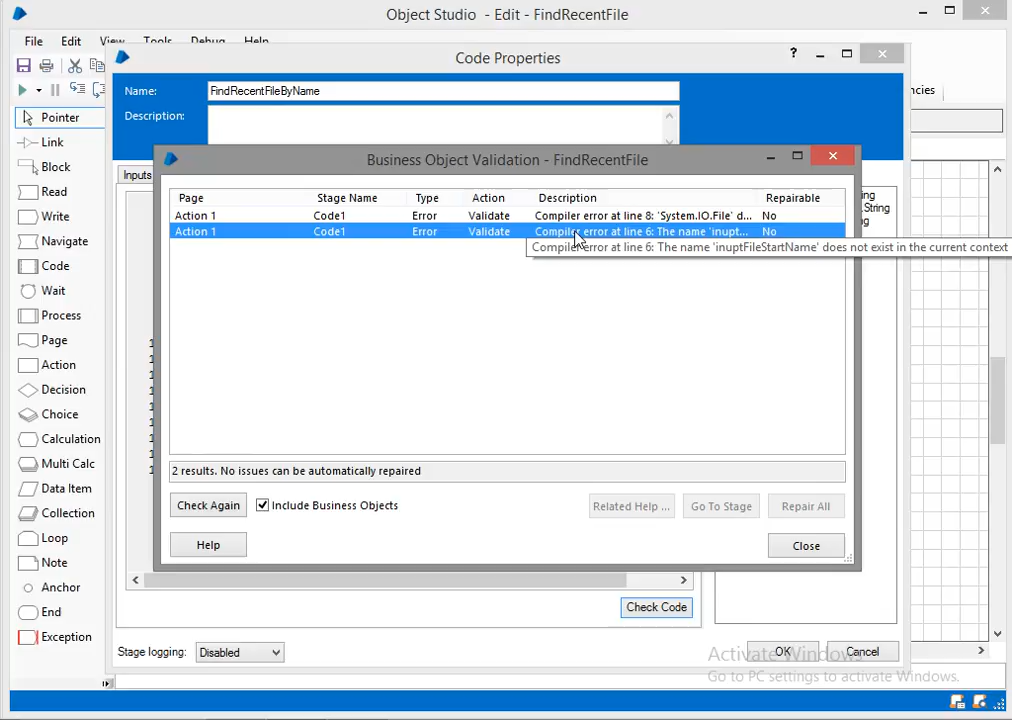 Object Studio - Edit - FindRecentFile
File Edit View Tools Debug Help
Code Properties
Name: FindRecentFileByName
Description:
Inputs
Business Object Validation - FindRecentFile
Page Stage Name Type Action Description Repairable
Action 1 Code1 Error Validate Compiler error at line 8: 'System.IO.File' d... No
Action 1 Code1 Error Validate Compiler error at line 6: The name 'inupt... No
Compiler error at line 6: The name 'inuptFileStartName' does not exist in the current context
2 results. No issues can be automatically repaired
Check Again Include Business Objects Related Help ... Go To Stage Repair All
Help Close
Check Code
Stage logging: Disabled OK Cancel
Activate Windows
Go to PC settings to activate Windows.
Pointer
Link
Block
Read
Write
Navigate
Code
Wait
Process
Page
Action
Decision
Choice
Calculation
Multi Calc
Data Item
Collection
Loop
Note
Anchor
End
Exception